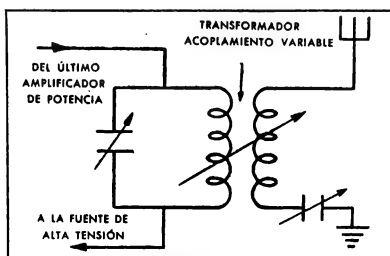 TRANSFORMADOR
ACOPLAMIENTO VARIABLE
DEL ÚLTIMO
AMPLIFICADOR
DE POTENCIA
A LA FUENTE DE
ALTA TENSIÓN